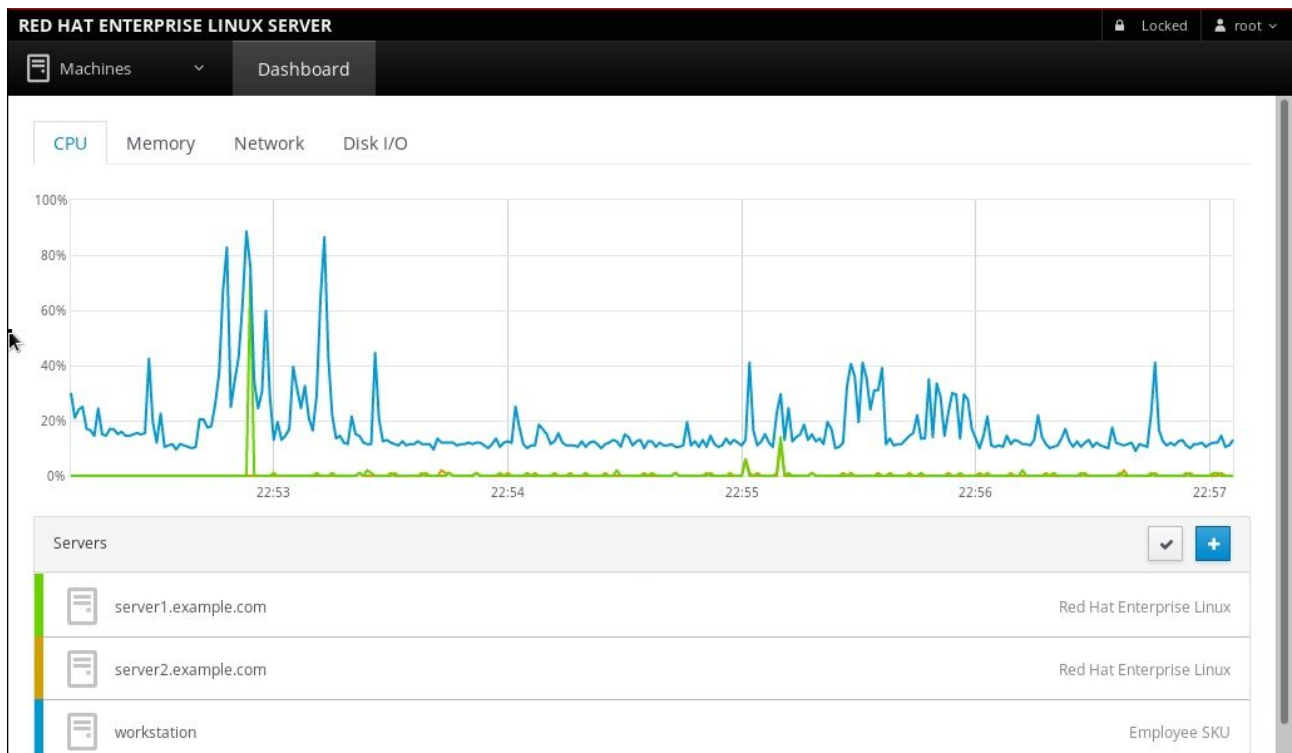 RED HAT ENTERPRISE LINUX SERVER Locked root
Machines Dashboard
CPU Memory Network Disk I/O
100%
80%
60%
40%
20%
0%
22:53 22:54 22:55 22:56 22:57
Servers
server1.example.com Red Hat Enterprise Linux
server2.example.com Red Hat Enterprise Linux
workstation Employee SKU